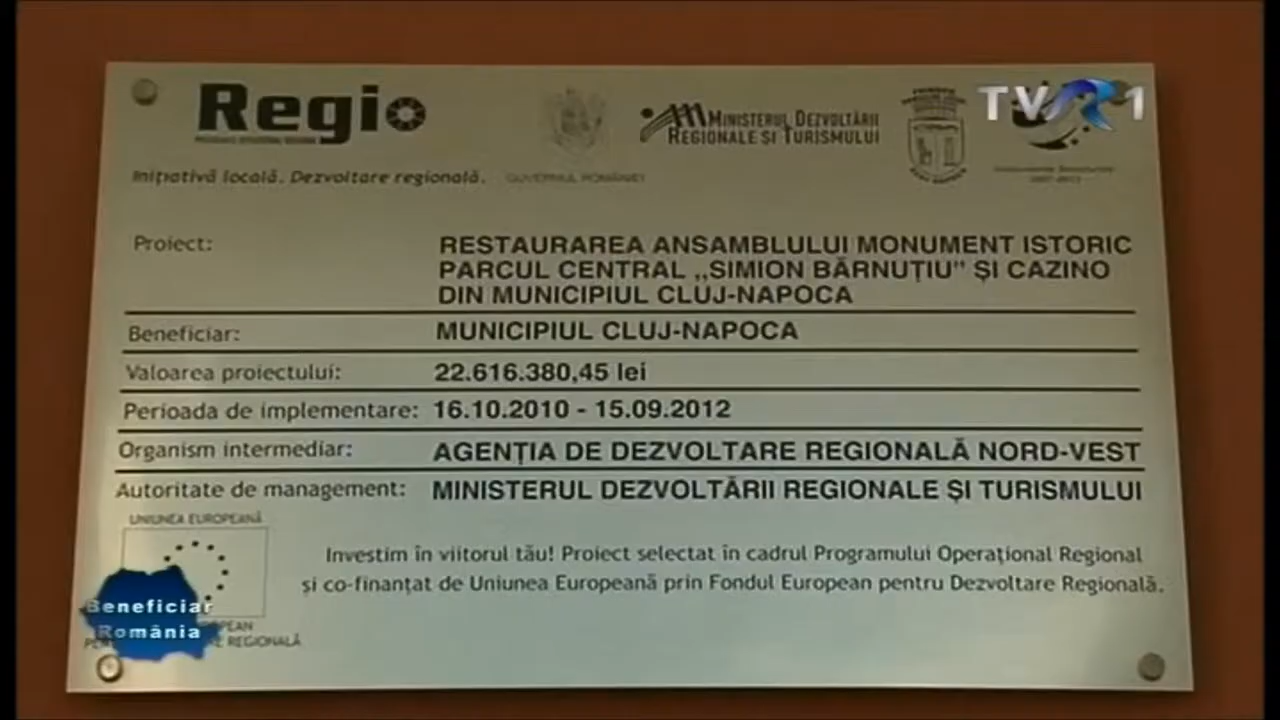 Regio
TVR1
MINISTERUL DEZVOLTĂRII
REGIONALE ȘI TURISMULUI
Inițiativă locală. Dezvoltare regională.
GUVERNUL ROMÂNIEI
Proiect:
RESTAURAREA ANSAMBLULUI MONUMENT ISTORIC
PARCUL CENTRAL „SIMION BĂRNUȚIU" ȘI CAZINO
DIN MUNICIPIUL CLUJ-NAPOCA
Beneficiar: MUNICIPIUL CLUJ-NAPOCA
Valoarea proiectului: 22.616.380,45 lei
Perioada de implementare: 16.10.2010 - 15.09.2012
Organism intermediar: AGENȚIA DE DEZVOLTARE REGIONALĂ NORD-VEST
Autoritate de management: MINISTERUL DEZVOLTĂRII REGIONALE ȘI TURISMULUI
UNIUNEA EUROPEANĂ
Investim în viitorul tău! Proiect selectat în cadrul Programului Operațional Regional
și co-finanțat de Uniunea Europeană prin Fondul European pentru Dezvoltare Regională.
Beneficiar
România
REGIONALĂ